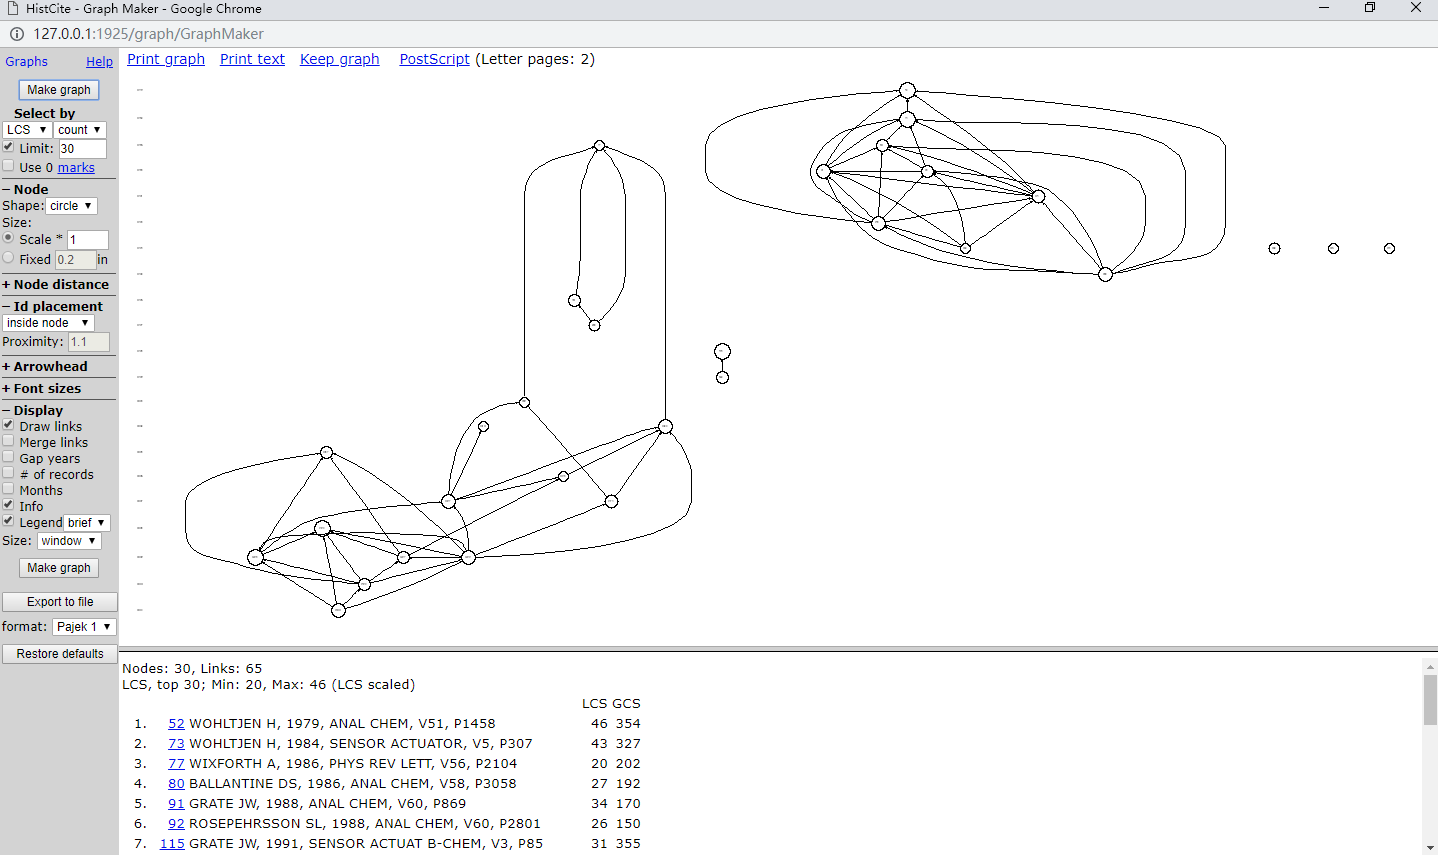 HistCite - Graph Maker - Google Chrome
127.0.0.1:1925/graph/GraphMaker
Graphs Help
Make graph
Select by
LCS count
Limit: 30
Use 0 marks
− Node
Shape: circle
Size:
Scale * 1
Fixed 0.2 in
+ Node distance
− Id placement
inside node
Proximity: 1.1
+ Arrowhead
+ Font sizes
− Display
Draw links
Merge links
Gap years
# of records
Months
Info
Legend brief
Size: window
Make graph
Export to file
format: Pajek 1
Restore defaults
Print graph Print text Keep graph PostScript (Letter pages: 2)
Nodes: 30, Links: 65
LCS, top 30; Min: 20, Max: 46 (LCS scaled)
LCS GCS
1. 52 WOHLTJEN H, 1979, ANAL CHEM, V51, P1458 46 354
2. 73 WOHLTJEN H, 1984, SENSOR ACTUATOR, V5, P307 43 327
3. 77 WIXFORTH A, 1986, PHYS REV LETT, V56, P2104 20 202
4. 80 BALLANTINE DS, 1986, ANAL CHEM, V58, P3058 27 192
5. 91 GRATE JW, 1988, ANAL CHEM, V60, P869 34 170
6. 92 ROSEPEHRSSON SL, 1988, ANAL CHEM, V60, P2801 26 150
7. 115 GRATE JW, 1991, SENSOR ACTUAT B-CHEM, V3, P85 31 355